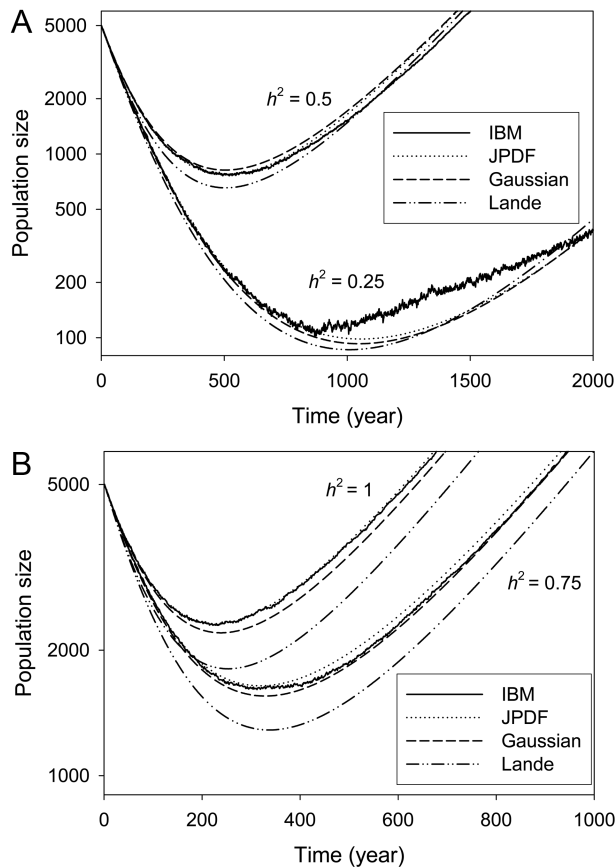 A
5000
2000
1000
500
200
100
Population size
h² = 0.5
h² = 0.25
IBM
JPDF
Gaussian
Lande
0
500
1000
1500
2000
Time (year)
B
5000
2000
1000
Population size
h² = 1
h² = 0.75
IBM
JPDF
Gaussian
Lande
0
200
400
600
800
1000
Time (year)